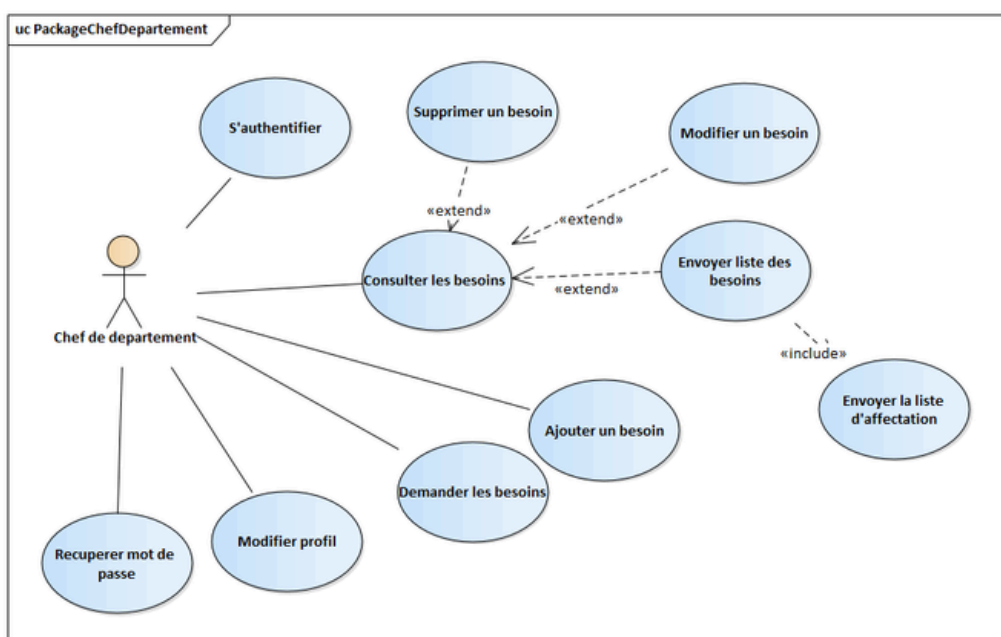 uc PackageChefDepartement
S'authentifier
Supprimer un besoin
Modifier un besoin
«extend»
«extend»
Consulter les besoins
Envoyer liste des
besoins
«extend»
Chef de departement
«include»
Envoyer la liste
d'affectation
Ajouter un besoin
Demander les besoins
Modifier profil
Recuperer mot de
passe